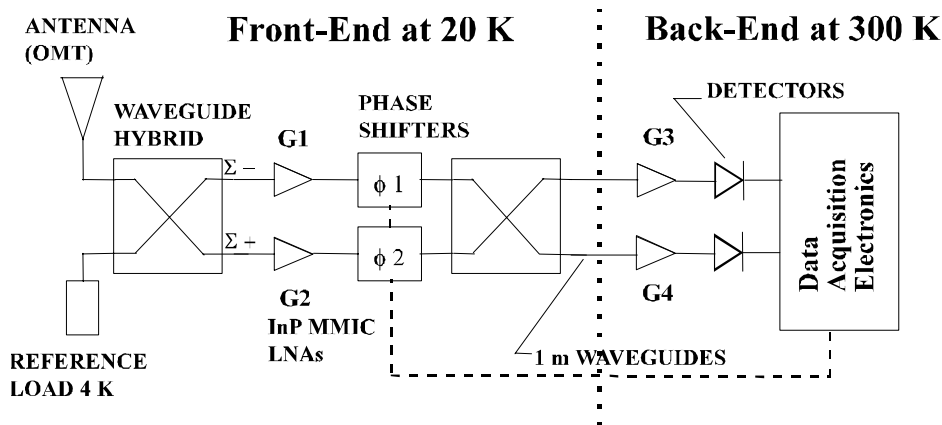 ANTENNA
(OMT)
Front-End at 20 K
Back-End at 300 K
WAVEGUIDE
HYBRID
Σ −
Σ +
G1
G2
InP MMIC
LNAs
PHASE
SHIFTERS
ϕ 1
ϕ 2
DETECTORS
G3
G4
1 m WAVEGUIDES
Data
Acquisition
Electronics
REFERENCE
LOAD 4 K